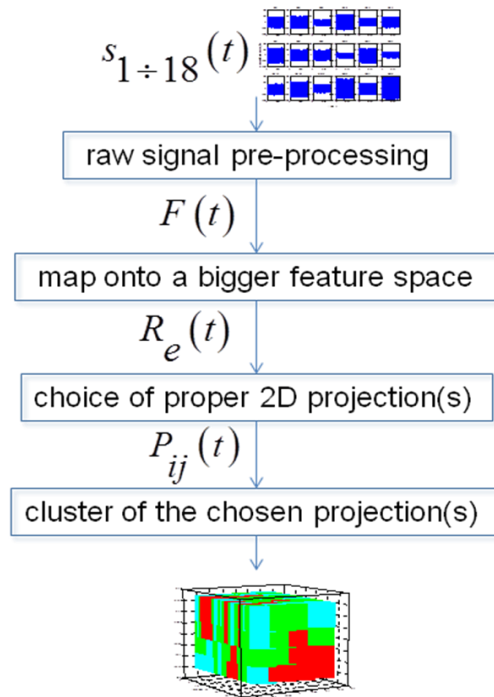 s1÷18(t)
raw signal pre-processing
F(t)
map onto a bigger feature space
Re(t)
choice of proper 2D projection(s)
Pij(t)
cluster of the chosen projection(s)